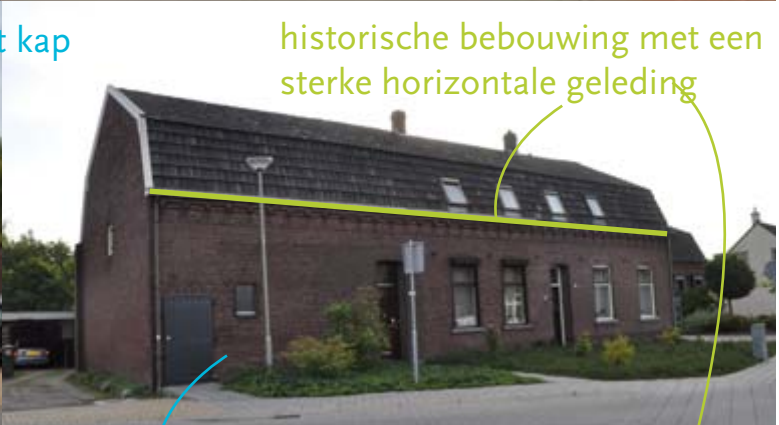 t kap
historische bebouwing met een
sterke horizontale geleding